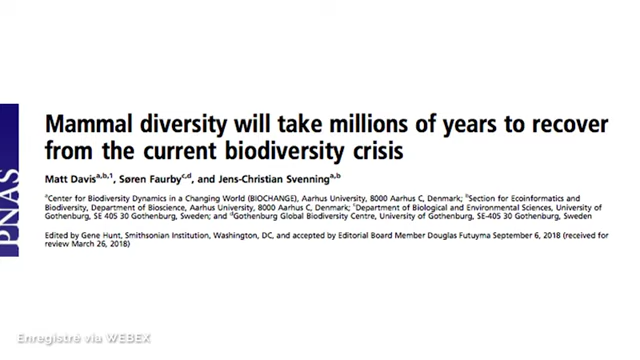 PNAS
Mammal diversity will take millions of years to recover
from the current biodiversity crisis
Matt Davisa,b,1, Søren Faurbyc,d, and Jens-Christian Svenninga,b
aCenter for Biodiversity Dynamics in a Changing World (BIOCHANGE), Aarhus University, 8000 Aarhus C, Denmark; bSection for Ecoinformatics and
Biodiversity, Department of Bioscience, Aarhus University, 8000 Aarhus C, Denmark; cDepartment of Biological and Environmental Sciences, University of
Gothenburg, SE 405 30 Gothenburg, Sweden; and dGothenburg Global Biodiversity Centre, University of Gothenburg, SE-405 30 Gothenburg, Sweden
Edited by Gene Hunt, Smithsonian Institution, Washington, DC, and accepted by Editorial Board Member Douglas Futuyma September 6, 2018 (received for
review March 26, 2018)
Enregistré via WEBEX